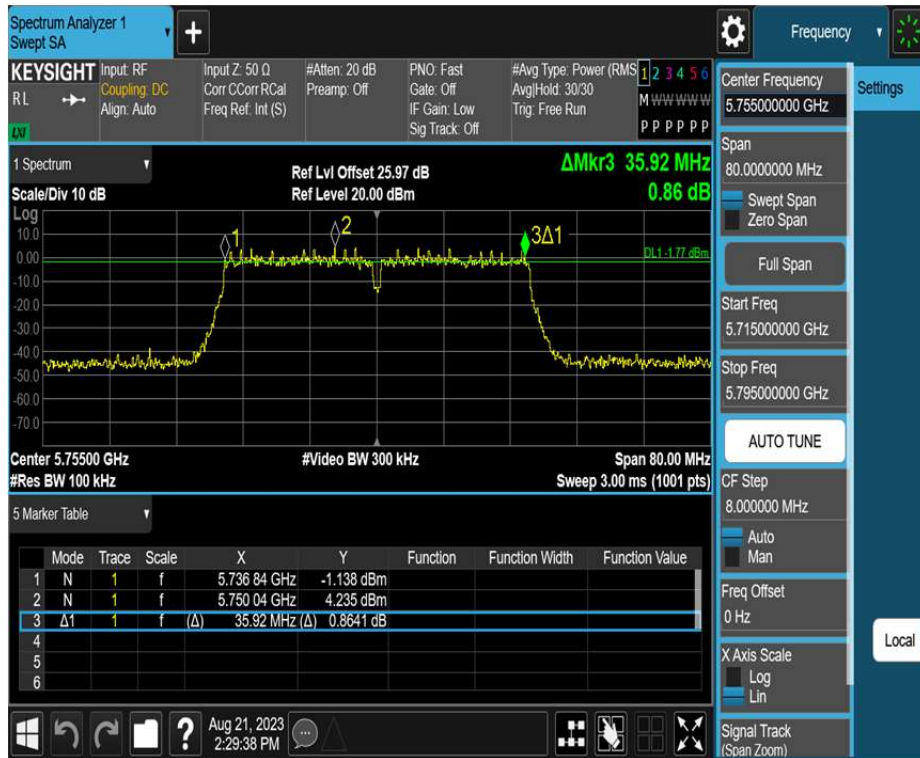 Spectrum Analyzer 1
Swept SA
+
Frequency
KEYSIGHT
RL
LXI
Input: RF
Coupling: DC
Align: Auto
Input Z: 50 Ω
Corr CCorr RCal
Freq Ref: Int (S)
#Atten: 20 dB
Preamp: Off
PNO: Fast
Gate: Off
IF Gain: Low
Sig Track: Off
#Avg Type: Power (RMS
Avg|Hold: 30/30
Trig: Free Run
1 2 3 4 5 6
M W W W W W
P P P P P P
1 Spectrum
Scale/Div 10 dB
Ref Lvl Offset 25.97 dB
Ref Level 20.00 dBm
ΔMkr3 35.92 MHz
0.86 dB
Log
10.0
0.00
-10.0
-20.0
-30.0
-40.0
-50.0
-60.0
-70.0
1
2
3Δ1
DL1 -1.77 dBm
Center 5.75500 GHz
#Res BW 100 kHz
#Video BW 300 kHz
Span 80.00 MHz
Sweep 3.00 ms (1001 pts)
5 Marker Table
Mode Trace Scale X Y Function Function Width Function Value
1 N 1 f 5.736 84 GHz -1.138 dBm
2 N 1 f 5.750 04 GHz 4.235 dBm
3 Δ1 1 f (Δ) 35.92 MHz (Δ) 0.8641 dB
4
5
6
?
Aug 21, 2023
2:29:38 PM
Center Frequency
5.755000000 GHz
Settings
Span
80.0000000 MHz
Swept Span
Zero Span
Full Span
Start Freq
5.715000000 GHz
Stop Freq
5.795000000 GHz
AUTO TUNE
CF Step
8.000000 MHz
Auto
Man
Freq Offset
0 Hz
Local
X Axis Scale
Log
Lin
Signal Track
(Span Zoom)